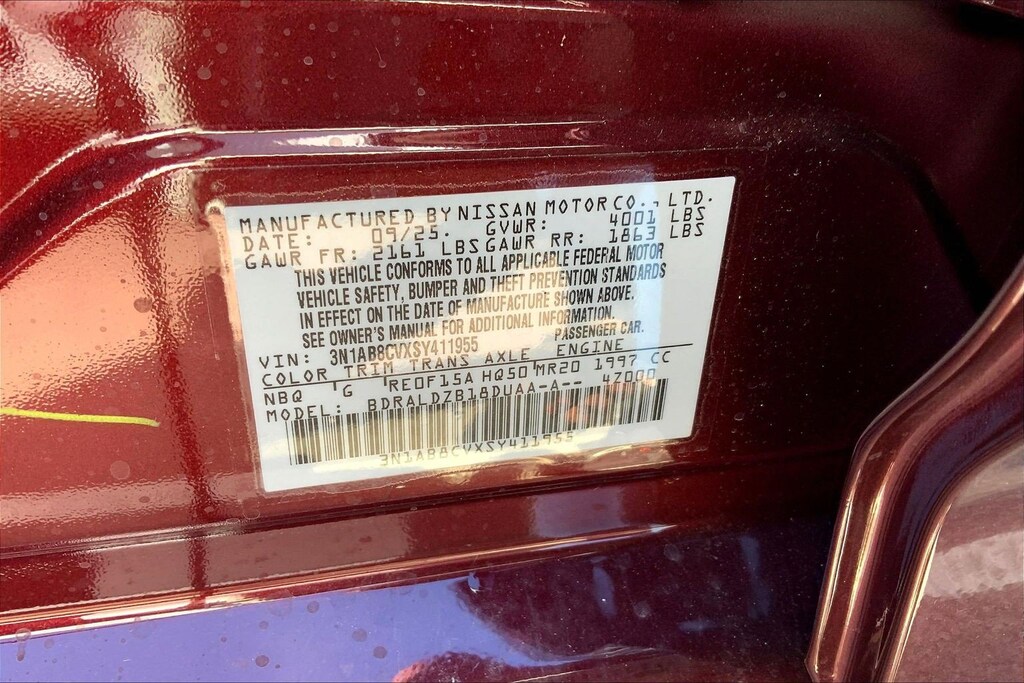 MANUFACTURED BY NISSAN MOTOR CO., LTD.
DATE: 09/25 GVWR: 4001 LBS
GAWR FR: 2161 LBS GAWR RR: 1863 LBS
THIS VEHICLE CONFORMS TO ALL APPLICABLE FEDERAL MOTOR
VEHICLE SAFETY, BUMPER AND THEFT PREVENTION STANDARDS
IN EFFECT ON THE DATE OF MANUFACTURE SHOWN ABOVE.
SEE OWNER'S MANUAL FOR ADDITIONAL INFORMATION.
VIN: 3N1AB8CVXSY411955 PASSENGER CAR.
COLOR TRIM TRANS AXLE ENGINE
NBQ G RE0F15A HQ50 MR20 1997 CC
MODEL: BDRALDZB18DUAA-A-- 4Z000
3N1AB8CVXSY411955